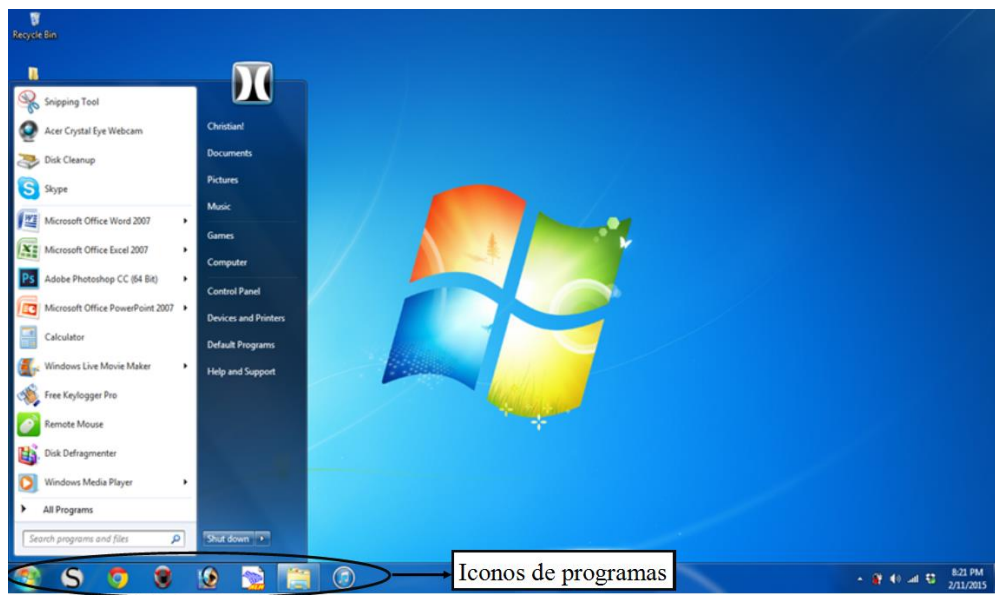 Recycle Bin
Snipping Tool
Acer Crystal Eye Webcam
Disk Cleanup
Skype
Microsoft Office Word 2007
Microsoft Office Excel 2007
Adobe Photoshop CC (64 Bit)
Microsoft Office PowerPoint 2007
Calculator
Windows Live Movie Maker
Free Keylogger Pro
Remote Mouse
Disk Defragmenter
Windows Media Player
All Programs
Search programs and files
Christian!
Documents
Pictures
Music
Games
Computer
Control Panel
Devices and Printers
Default Programs
Help and Support
Shut down
Iconos de programas
8:21 PM
2/11/2015